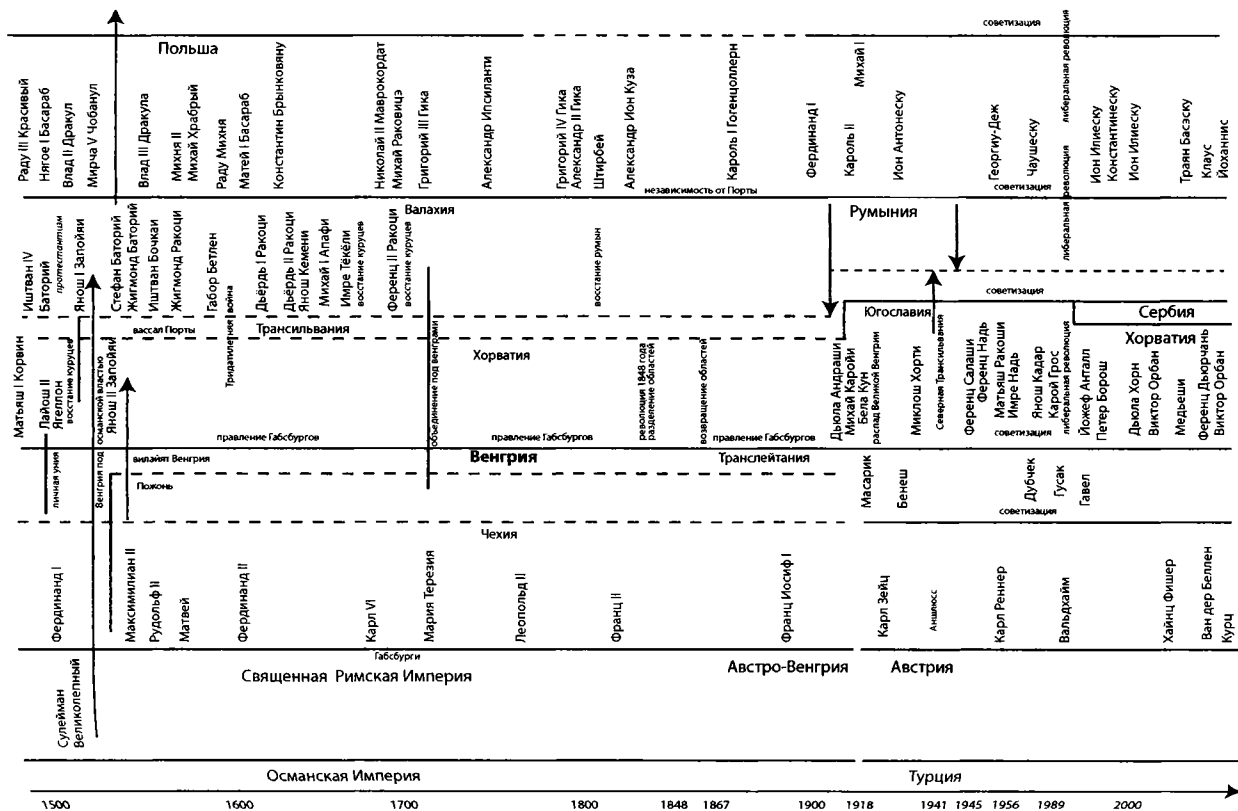 советизация
Польша
Раду III Красивый
Нягое I Басараб
Влад II Дракул
Мирча V Чобанул
Влад III Дракула
Михня II
Михай Храбрый
Раду Михня
Матей I Басараб
Константин Брынковяну
Николай II Маврокордат
Михай Раковицэ
Григорий III Гика
Александр Ипсиланти
Григорий IV Гика
Александр II Гика
Штирбей
Александр Ион Куза
Кароль I Гогенцоллерн
Фердинанд I
Кароль II
Михай I
Ион Антонеску
Георгиу-Деж
Чаушеску
либеральная революция
Ион Илиеску
Константинеску
Ион Илиеску
Траян Басэску
Клаус
Йоханнис
независимость от Порты
советизация
Валахия
Румыния
Иштван IV
Баторий
протестантизм
Янош I Запойяи
Стефан Баторий
Жигмонд Баторий
Иштван Бочкаи
Жигмонд Ракоци
Габор Бетлен
Тридатилетняя война
Дьёрдь I Ракоци
Дьёрдь II Ракоци
Янош Кемени
Михай I Апафи
Имре Тёкёли
восстание куруцев
Ференц II Ракоци
восстание куруцев
восстание румын
либеральная революция
советизация
вассал Порты
Трансильвания
Югославия
Сербия
Хорватия
Хорватия
Матьяш I Корвин
Лайош II
Ягеллон
восстание куруцев
Венгрия под османской властью
Янош II Запойяи
объединение под венграми
революция 1848 года
разделение областей
возвращение областей
Дьюла Андраши
Михай Каройи
Бела Кун
распад Великой Венгрии
Миклош Хорти
Северная Трансильвания
Ференц Салаши
Ференц Надь
Матьяш Ракоши
Имре Надь
Янош Кадар
Карой Грос
либеральная революция
Йожеф Анталл
Петер Борош
Дьюла Хорн
Виктор Орбан
Медьеши
Ференц Дьюрчань
Виктор Орбан
правление Габсбургов
правление Габсбургов
правление Габсбургов
советизация
личная уния
вилайят Венгрия
Венгрия
Транслейтания
Пожонь
Масарик
Бенеш
Дубчек
Гусак
Гавел
советизация
Чехия
Фердинанд I
Максимилиан II
Рудольф II
Матвей
Фердинанд II
Карл VI
Мария Терезия
Леопольд II
Франц II
Франц Иосиф I
Карл Зейц
Аншлюсс
Карл Реннер
Вальдхайм
Хайнц Фишер
Ван дер Беллен
Курц
Габсбурги
Священная Римская Империя
Австро-Венгрия
Австрия
Сулейман
Великолепный
Османская Империя
Турция
1500 1600 1700 1800 1848 1867 1900 1918 1941 1945 1956 1989 2000